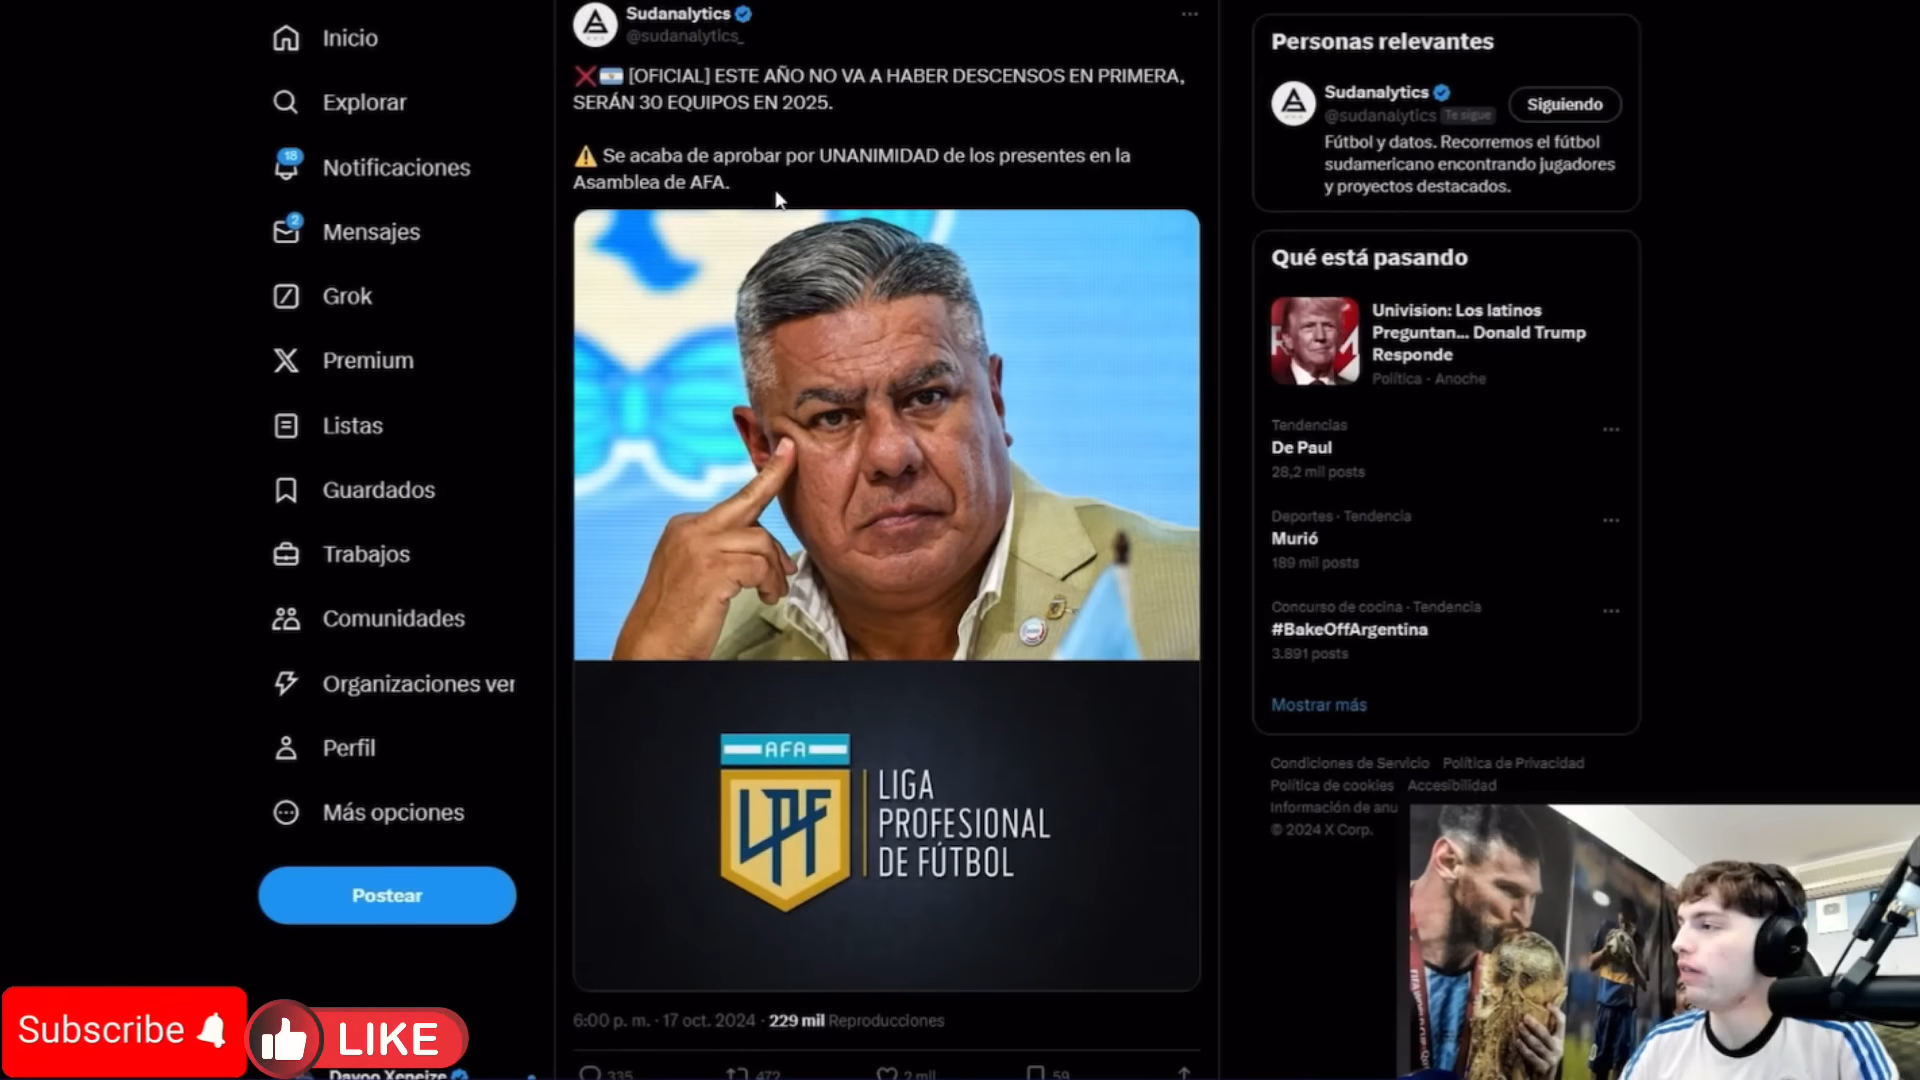 Inicio
Explorar
18
Notificaciones
2
Mensajes
Grok
Premium
Listas
Guardados
Trabajos
Comunidades
Organizaciones ver
Perfil
Más opciones
Postear
Subscribe
LIKE
Davoo Xeneize
Sudanalytics
@sudanalytics_
[OFICIAL] ESTE AÑO NO VA A HABER DESCENSOS EN PRIMERA,
SERÁN 30 EQUIPOS EN 2025.
Se acaba de aprobar por UNANIMIDAD de los presentes en la
Asamblea de AFA.
AFA
LPF
LIGA
PROFESIONAL
DE FÚTBOL
6:00 p. m. · 17 oct. 2024 · 229 mil Reproducciones
335
472
2 mil
59
Personas relevantes
Sudanalytics
@sudanalytics Te sigue
Siguiendo
Fútbol y datos. Recorremos el fútbol
sudamericano encontrando jugadores
y proyectos destacados.
Qué está pasando
Univision: Los latinos
Preguntan... Donald Trump
Responde
Política · Anoche
Tendencias
De Paul
28,2 mil posts
Deportes · Tendencia
Murió
189 mil posts
Concurso de cocina · Tendencia
#BakeOffArgentina
3.891 posts
Mostrar más
Condiciones de Servicio Política de Privacidad
Política de cookies Accesibilidad
Información de anu
© 2024 X Corp.